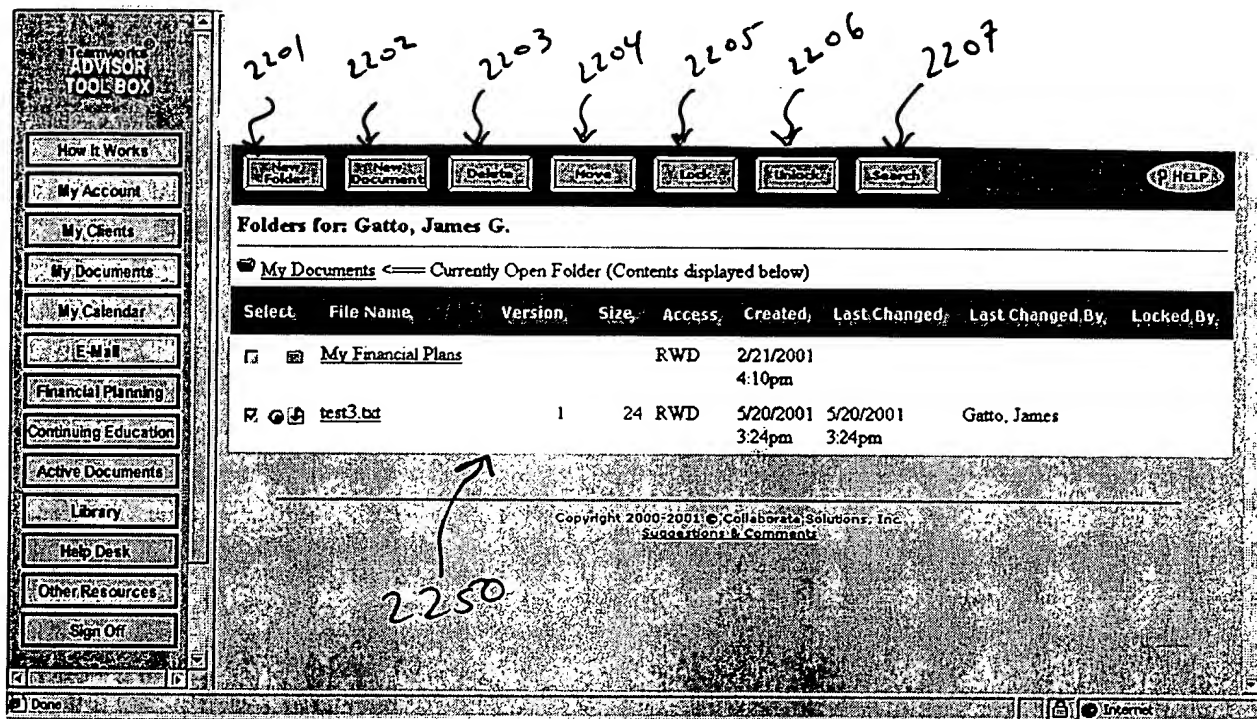 Teamworks®
ADVISOR
TOOL BOX
How It Works
My Account
My Clients
My Documents
My Calendar
E-Mail
Financial Planning
Continuing Education
Active Documents
Library
Help Desk
Other Resources
Sign Off
2201 2202 2203 2204 2205 2206 2207
New Folder New Document Delete Move Lock Unlock Search ? HELP
Folders for: Gatto, James G.
My Documents <== Currently Open Folder (Contents displayed below)
Select File Name Version Size Access Created Last Changed Last Changed By Locked By
My Financial Plans RWD 2/21/2001
4:10pm
test3.txt 1 24 RWD 5/20/2001 5/20/2001 Gatto, James
3:24pm 3:24pm
2250
Copyright 2000-2001 © Collaborate Solutions, Inc
Suggestions & Comments
Done Internet